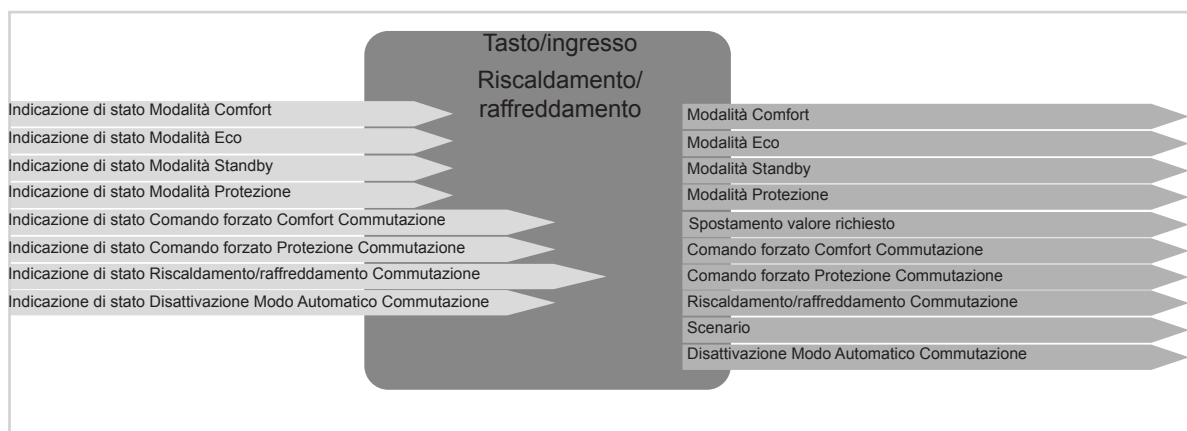 Tasto/ingresso
Riscaldamento/
raffreddamento
Indicazione di stato Modalità Comfort
Indicazione di stato Modalità Eco
Indicazione di stato Modalità Standby
Indicazione di stato Modalità Protezione
Indicazione di stato Comando forzato Comfort Commutazione
Indicazione di stato Comando forzato Protezione Commutazione
Indicazione di stato Riscaldamento/raffreddamento Commutazione
Indicazione di stato Disattivazione Modo Automatico Commutazione
Modalità Comfort
Modalità Eco
Modalità Standby
Modalità Protezione
Spostamento valore richiesto
Comando forzato Comfort Commutazione
Comando forzato Protezione Commutazione
Riscaldamento/raffreddamento Commutazione
Scenario
Disattivazione Modo Automatico Commutazione